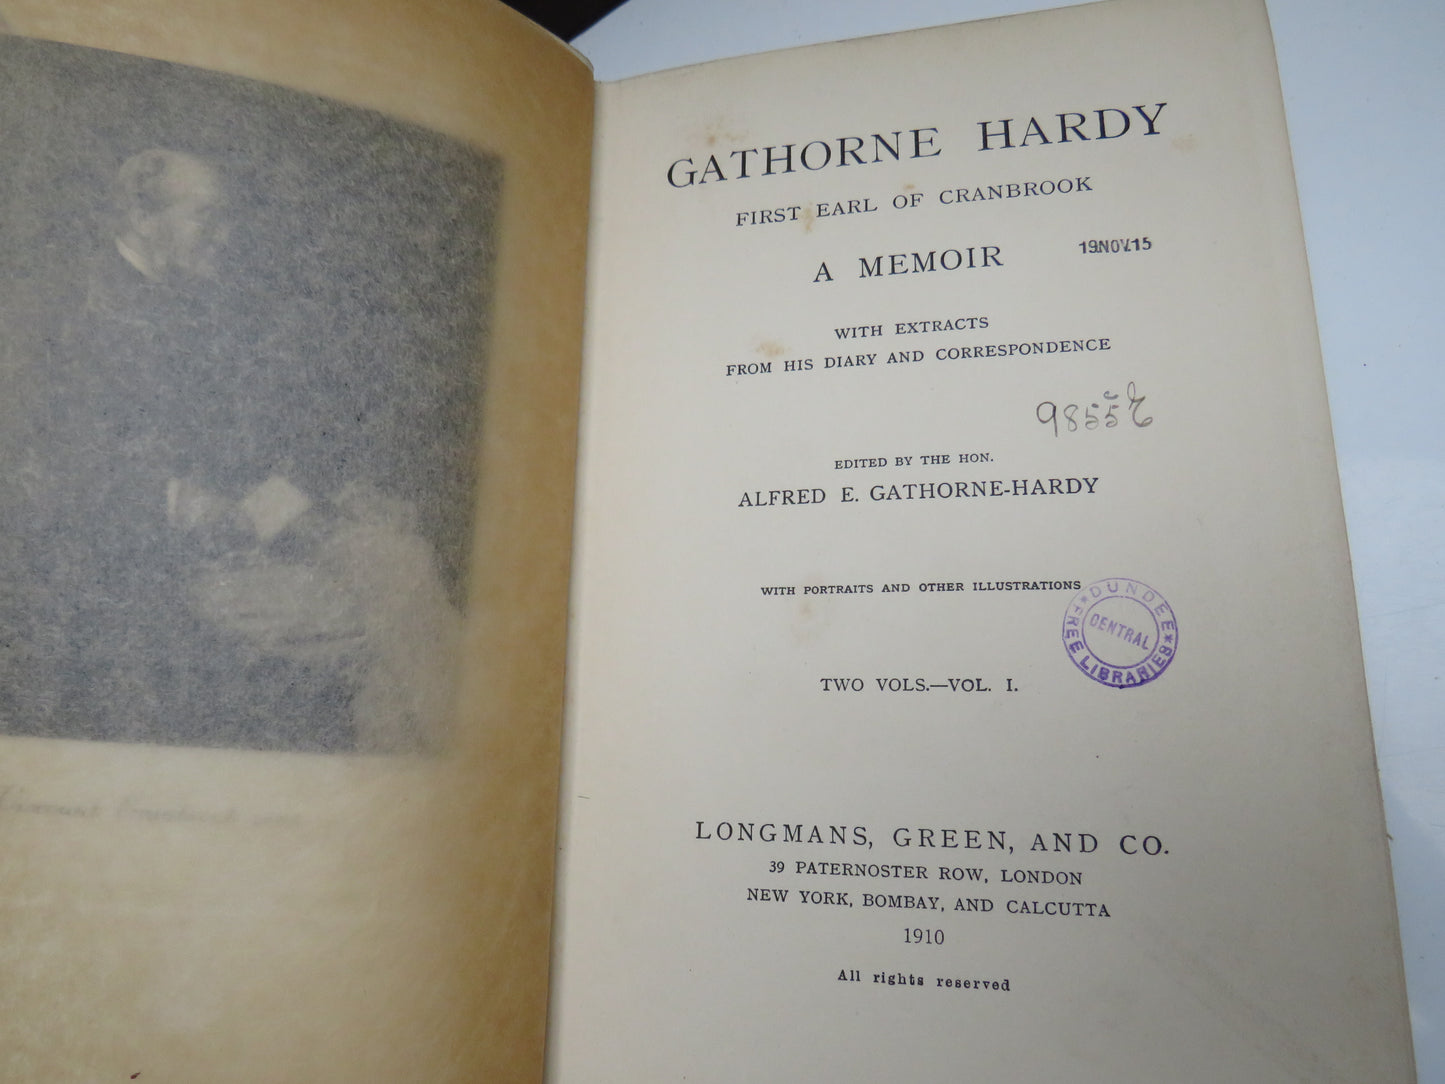 GATHORNE HARDY
FIRST EARL OF CRANBROOK
A MEMOIR
19.NOV.15
WITH EXTRACTS
FROM HIS DIARY AND CORRESPONDENCE
EDITED BY THE HON.
ALFRED E. GATHORNE-HARDY
WITH PORTRAITS AND OTHER ILLUSTRATIONS
DUNDEE
CENTRAL
FREE LIBRARIES
TWO VOLS.—VOL. I.
LONGMANS, GREEN, AND CO.
39 PATERNOSTER ROW, LONDON
NEW YORK, BOMBAY, AND CALCUTTA
1910
All rights reserved